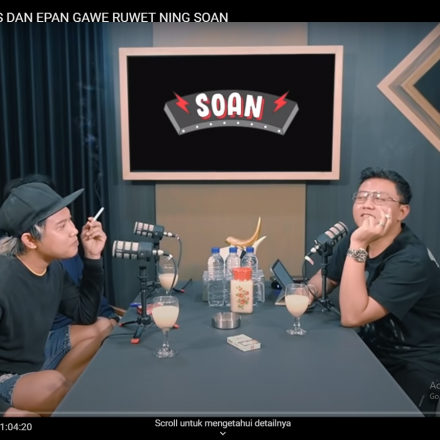 S DAN EPAN GAWE RUWET NING SOAN
SOAN
1:04:20
Scroll untuk mengetahui detailnya